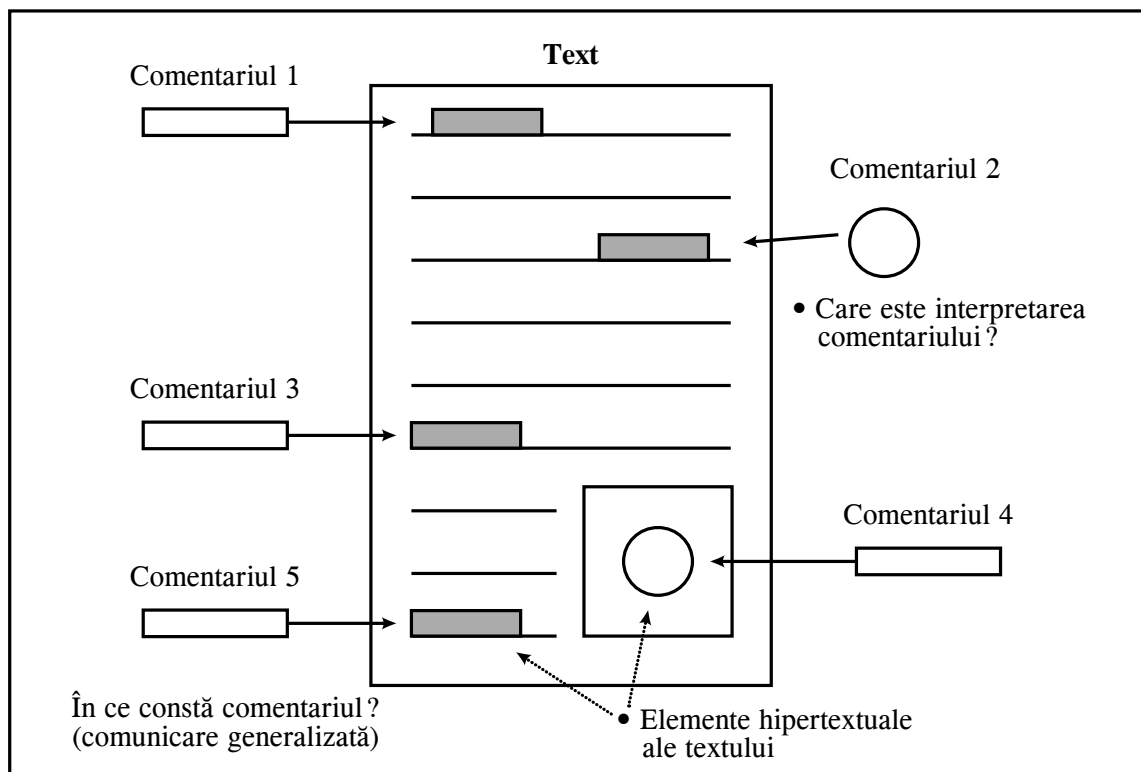 Text
Comentariul 1
Comentariul 2
• Care este interpretarea
comentariului ?
Comentariul 3
Comentariul 4
Comentariul 5
În ce constă comentariul ?
(comunicare generalizată)
• Elemente hipertextuale
ale textului